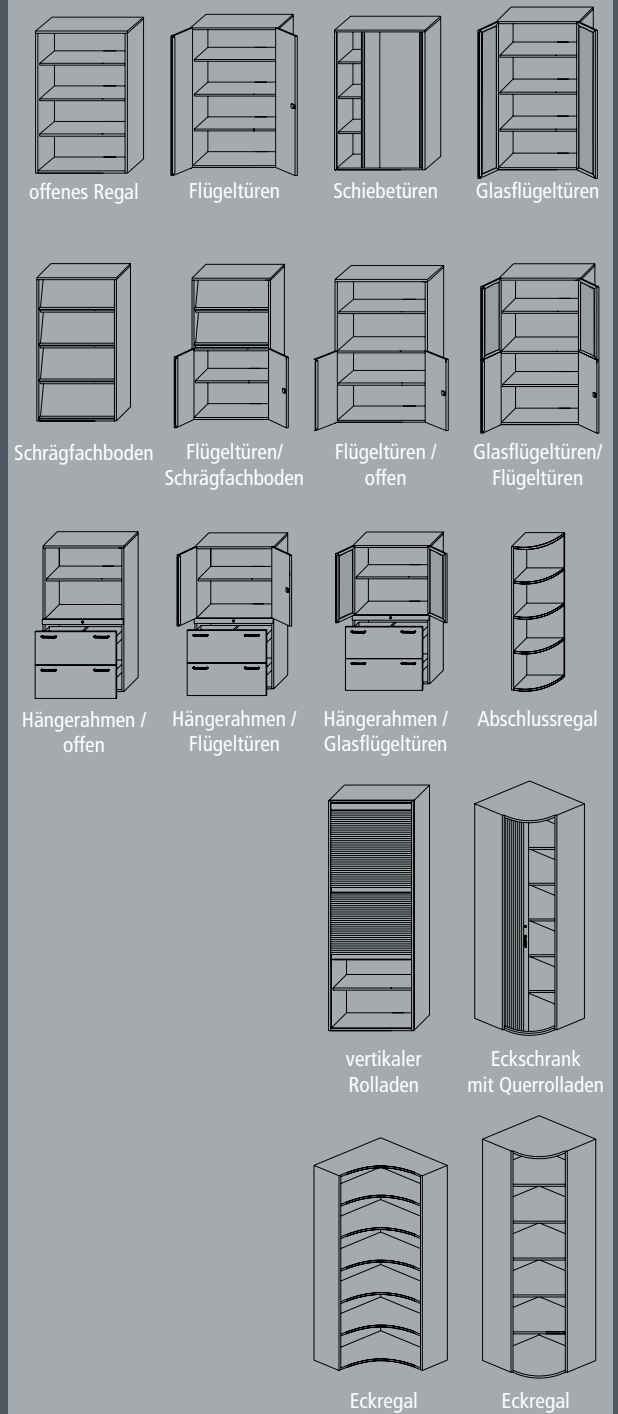 offenes Regal
Flügeltüren
Schiebetüren
Glasflügeltüren
Schrägfachboden
Flügeltüren/
Schrägfachboden
Flügeltüren /
offen
Glasflügeltüren/
Flügeltüren
Hängerahmen /
offen
Hängerahmen /
Flügeltüren
Hängerahmen /
Glasflügeltüren
Abschlussregal
vertikaler
Rolladen
Eckschrank
mit Querrolladen
Eckregal
Eckregal